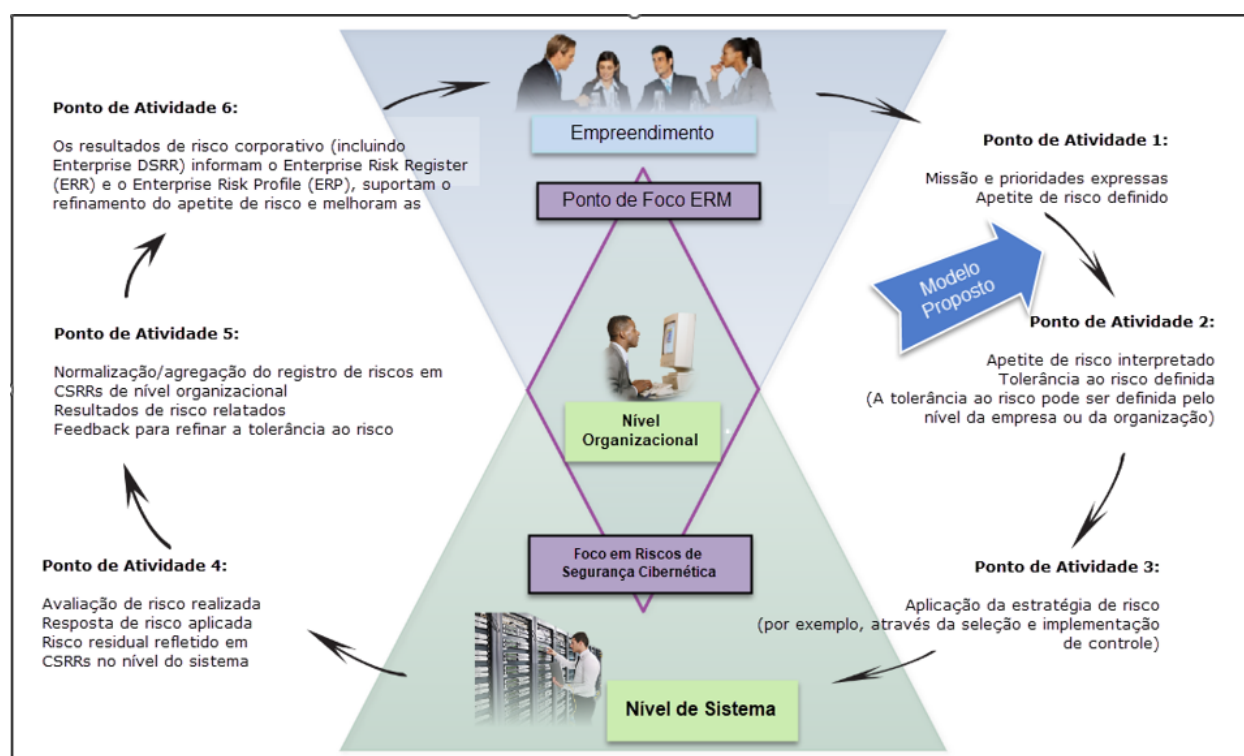 Ponto de Atividade 6:
Os resultados de risco corporativo (incluindo
Enterprise DSRR) informam o Enterprise Risk Register
(ERR) e o Enterprise Risk Profile (ERP), suportam o
refinamento do apetite de risco e melhoram as
Empreendimento
Ponto de Foco ERM
Ponto de Atividade 1:
Missão e prioridades expressas
Apetite de risco definido
Modelo
Proposto
Ponto de Atividade 2:
Apetite de risco interpretado
Tolerância ao risco definida
(A tolerância ao risco pode ser definida pelo
nível da empresa ou da organização)
Ponto de Atividade 5:
Normalização/agregação do registro de riscos em
CSRRs de nível organizacional
Resultados de risco relatados
Feedback para refinar a tolerância ao risco
Nível
Organizacional
Foco em Riscos de
Segurança Cibernética
Ponto de Atividade 4:
Avaliação de risco realizada
Resposta de risco aplicada
Risco residual refletido em
CSRRs no nível do sistema
Ponto de Atividade 3:
Aplicação da estratégia de risco
(por exemplo, através da seleção e implementação
de controle)
Nível de Sistema